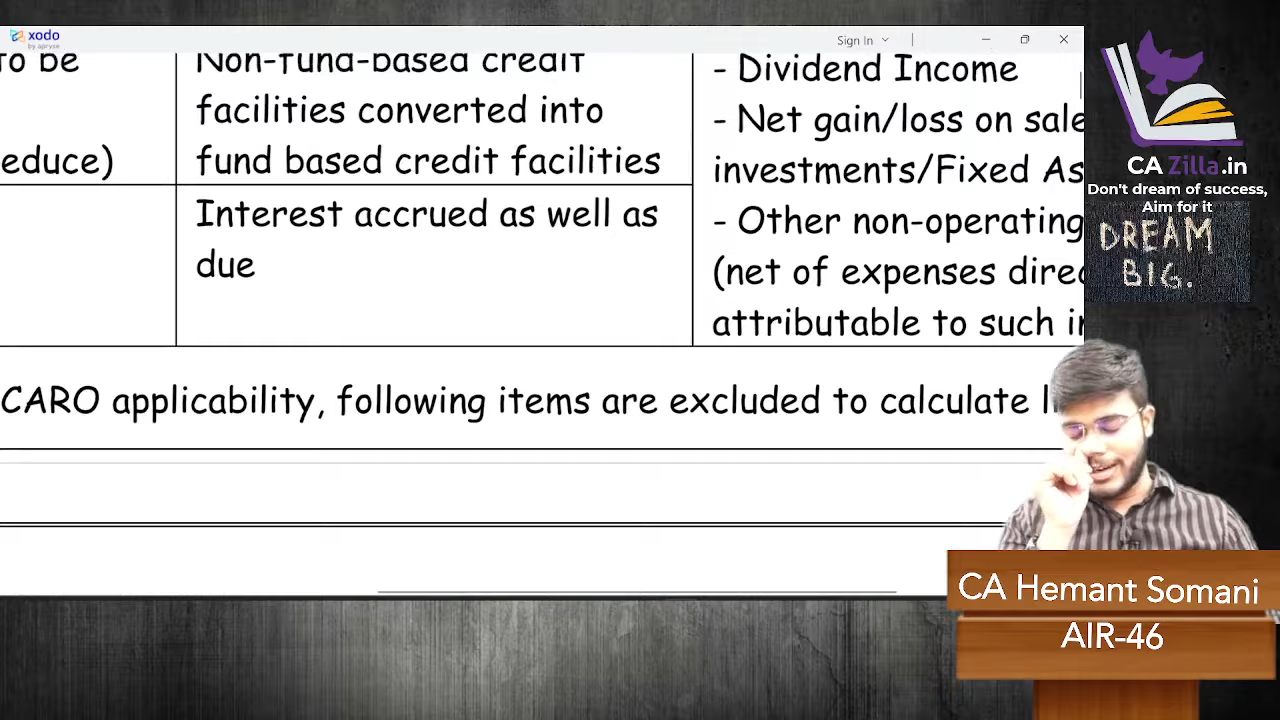 xodo
by apryse
Sign In
to be
educe)
Non-fund-based credit
facilities converted into
fund based credit facilities
Interest accrued as well as
due
- Dividend Income
- Net gain/loss on sale
investments/Fixed As
- Other non-operating
(net of expenses direc
attributable to such in
CARO applicability, following items are excluded to calculate
CA Zilla.in
Don't dream of success,
Aim for it
DREAM
BIG.
CA Hemant Somani
AIR-46